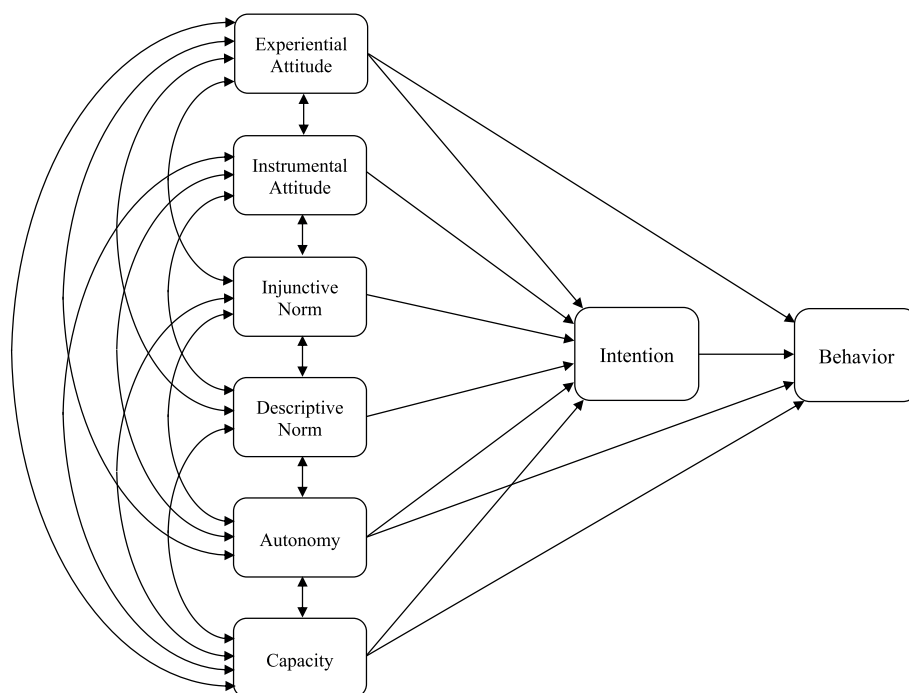 Experiential
Attitude
Instrumental
Attitude
Injunctive
Norm
Descriptive
Norm
Autonomy
Capacity
Intention
Behavior